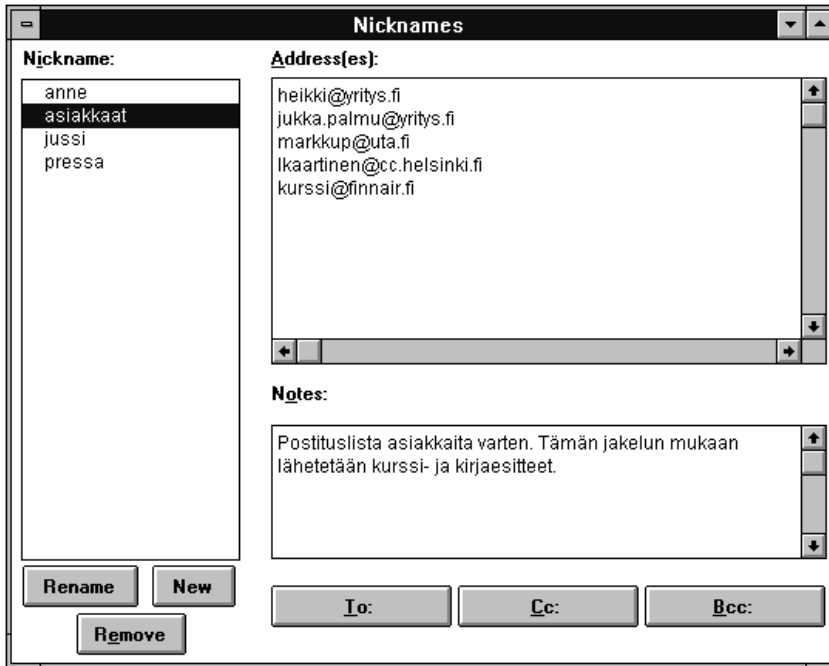 Nicknames
Nickname:
anne
asiakkaat
jussi
pressa
Rename
New
Remove
Address(es):
heikki@yritys.fi
jukka.palmu@yritys.fi
markkup@uta.fi
lkaartinen@cc.helsinki.fi
kurssi@finnair.fi
Notes:
Postituslista asiakkaita varten. Tämän jakelun mukaan
lähetetään kurssi- ja kirjaesitteet.
To:
Cc:
Bcc: